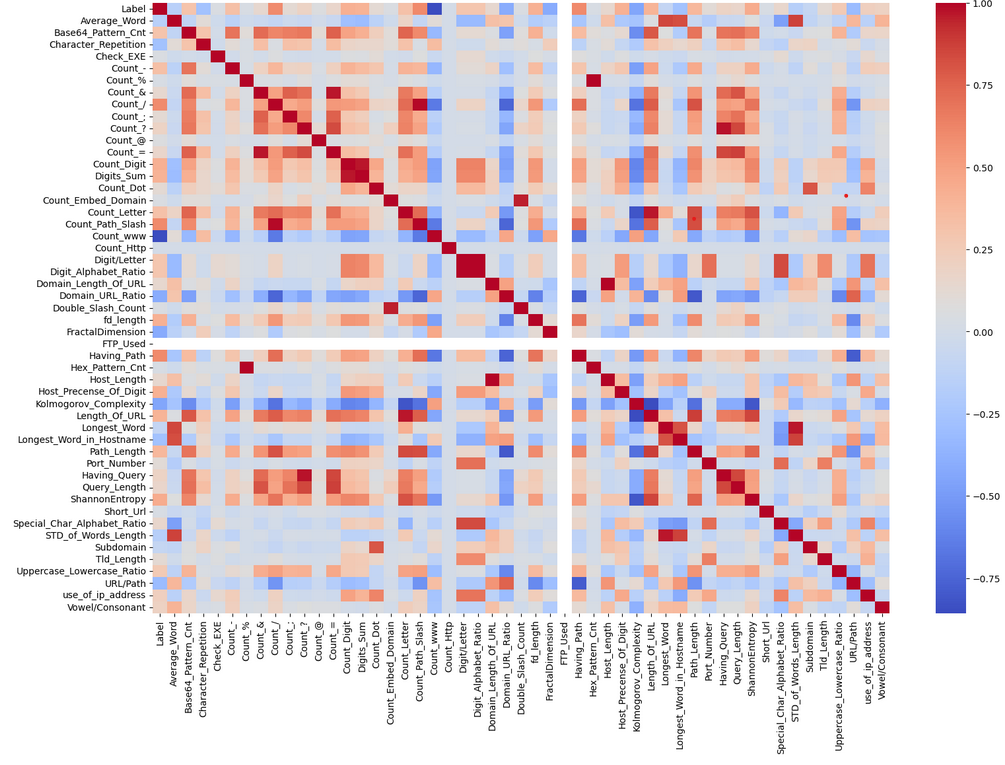 Label
Average_Word
Base64_Pattern_Cnt
Character_Repetition
Check_EXE
Count_-
Count_%
Count_&
Count_/
Count_;
Count_?
Count_@
Count_=
Count_Digit
Digits_Sum
Count_Dot
Count_Embed_Domain
Count_Letter
Count_Path_Slash
Count_www
Count_Http
Digit/Letter
Digit_Alphabet_Ratio
Domain_Length_Of_URL
Domain_URL_Ratio
Double_Slash_Count
fd_length
FractalDimension
FTP_Used
Having_Path
Hex_Pattern_Cnt
Host_Length
Host_Precense_Of_Digit
Kolmogorov_Complexity
Length_Of_URL
Longest_Word
Longest_Word_in_Hostname
Path_Length
Port_Number
Having_Query
Query_Length
ShannonEntropy
Short_Url
Special_Char_Alphabet_Ratio
STD_of_Words_Length
Subdomain
Tld_Length
Uppercase_Lowercase_Ratio
URL/Path
use_of_ip_address
Vowel/Consonant
Label
Average_Word
Base64_Pattern_Cnt
Character_Repetition
Check_EXE
Count_-
Count_%
Count_&
Count_/
Count_;
Count_?
Count_@
Count_=
Count_Digit
Digits_Sum
Count_Dot
Count_Embed_Domain
Count_Letter
Count_Path_Slash
Count_www
Count_Http
Digit/Letter
Digit_Alphabet_Ratio
Domain_Length_Of_URL
Domain_URL_Ratio
Double_Slash_Count
fd_length
FractalDimension
FTP_Used
Having_Path
Hex_Pattern_Cnt
Host_Length
Host_Precense_Of_Digit
Kolmogorov_Complexity
Length_Of_URL
Longest_Word
Longest_Word_in_Hostname
Path_Length
Port_Number
Having_Query
Query_Length
ShannonEntropy
Short_Url
Special_Char_Alphabet_Ratio
STD_of_Words_Length
Subdomain
Tld_Length
Uppercase_Lowercase_Ratio
URL/Path
use_of_ip_address
Vowel/Consonant
1.00
0.75
0.50
0.25
0.00
−0.25
−0.50
−0.75